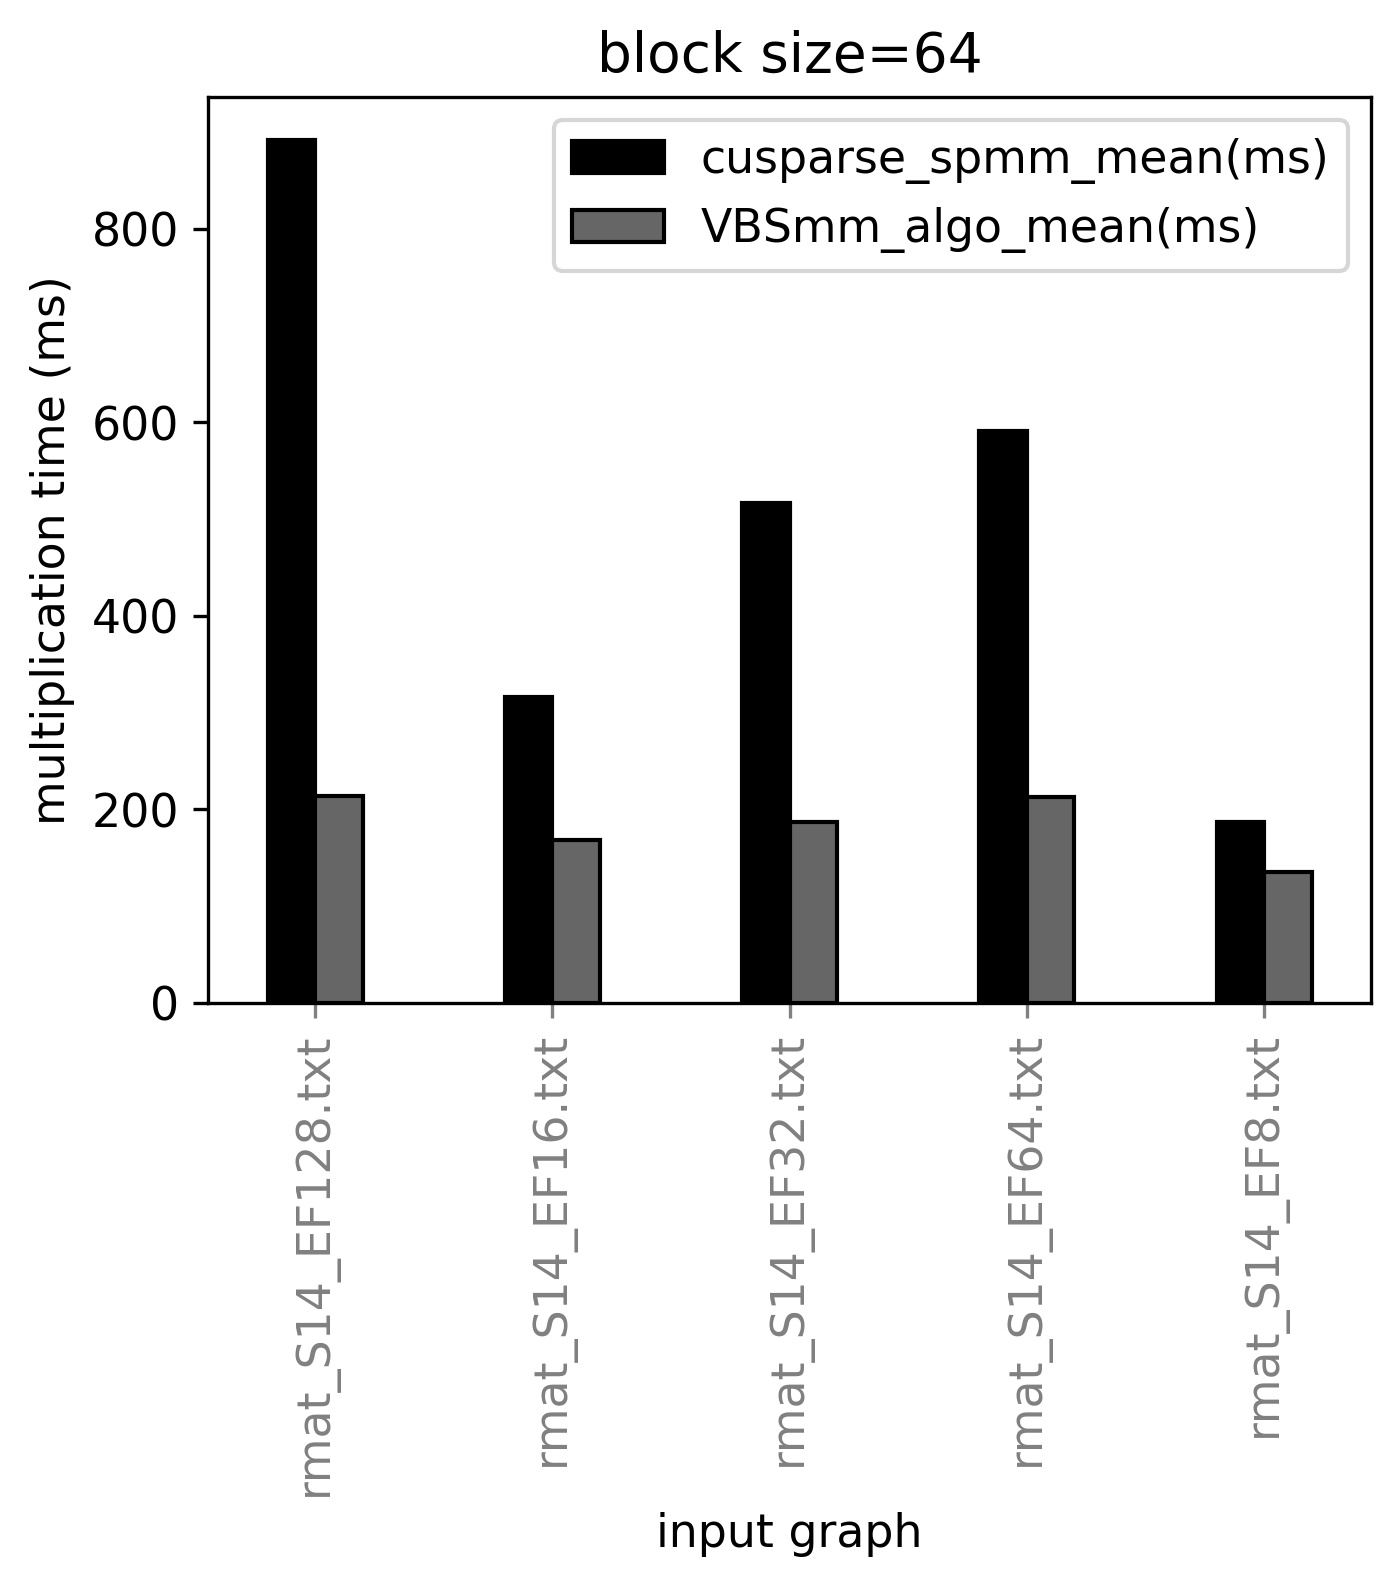 block size=64
cusparse_spmm_mean(ms)
VBSmm_algo_mean(ms)
multiplication time (ms)
800
600
400
200
0
rmat_S14_EF128.txt
rmat_S14_EF16.txt
rmat_S14_EF32.txt
rmat_S14_EF64.txt
rmat_S14_EF8.txt
input graph